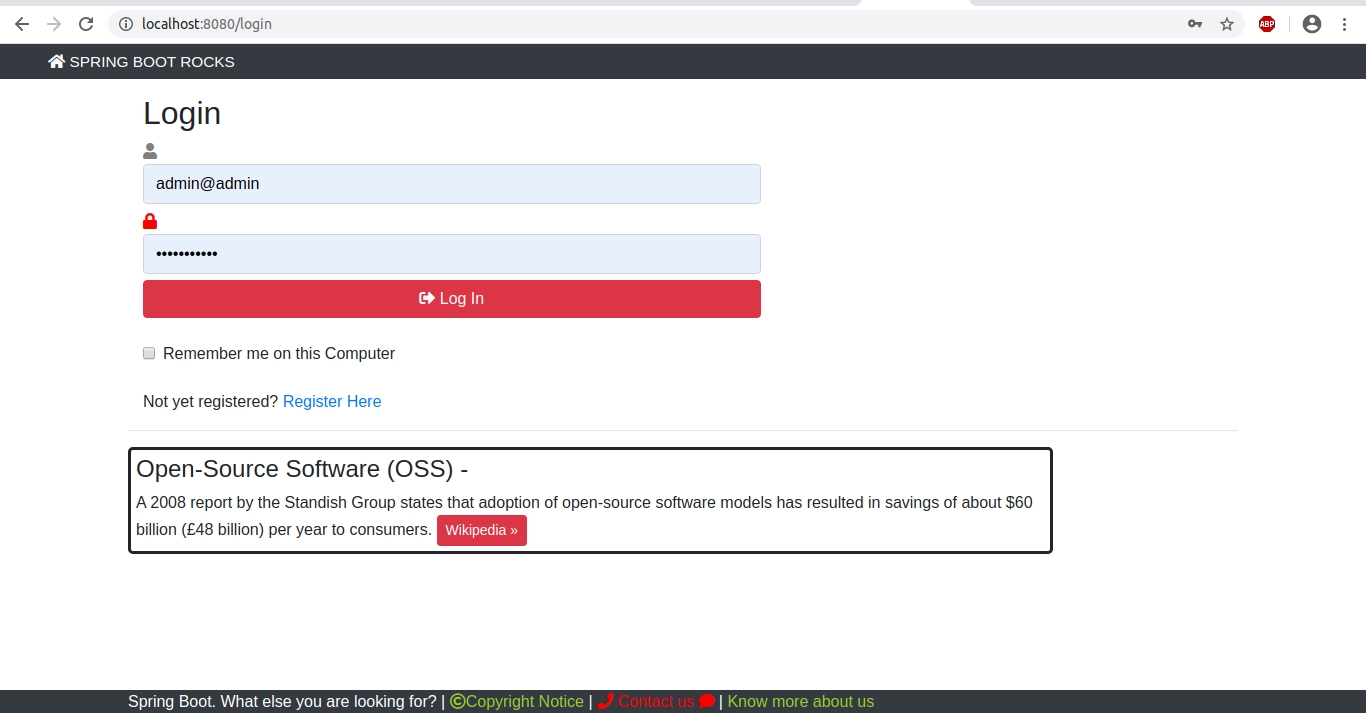 localhost:8080/login
ABP
SPRING BOOT ROCKS
Login
admin@admin
•••••••••••
Log In
Remember me on this Computer
Not yet registered? Register Here
Open-Source Software (OSS) -
A 2008 report by the Standish Group states that adoption of open-source software models has resulted in savings of about $60
billion (£48 billion) per year to consumers. Wikipedia »
Spring Boot. What else you are looking for? | ©Copyright Notice | Contact us | Know more about us